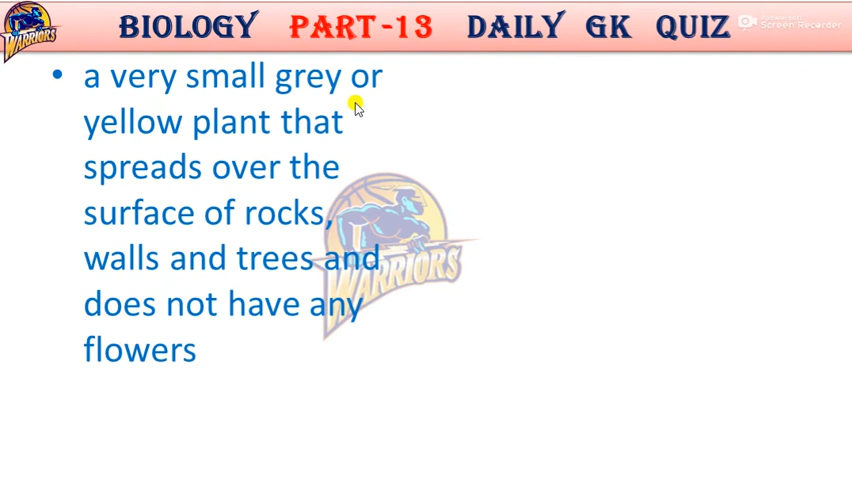 BIOLOGY PART-13 DAILY GK QUIZ
Screen Recorder
WARRIORS
• a very small grey or
yellow plant that
spreads over the
surface of rocks,
walls and trees and
does not have any
flowers
WARRIORS